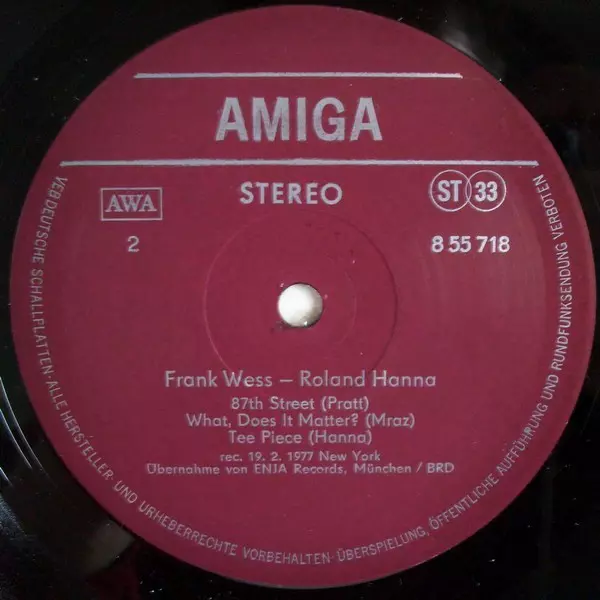 AMIGA
AWA
STEREO
ST 33
2
8 55 718
Frank Wess – Roland Hanna
87th Street (Pratt)
What, Does It Matter? (Mraz)
Tee Piece (Hanna)
rec. 19. 2. 1977 New York
Übernahme von ENJA Records, München / BRD
VEB DEUTSCHE SCHALLPLATTEN · ALLE HERSTELLER- UND URHEBERRECHTE VORBEHALTEN · ÜBERSPIELUNG, ÖFFENTLICHE AUFFÜHRUNG UND RUNDFUNKSENDUNG VERBOTEN